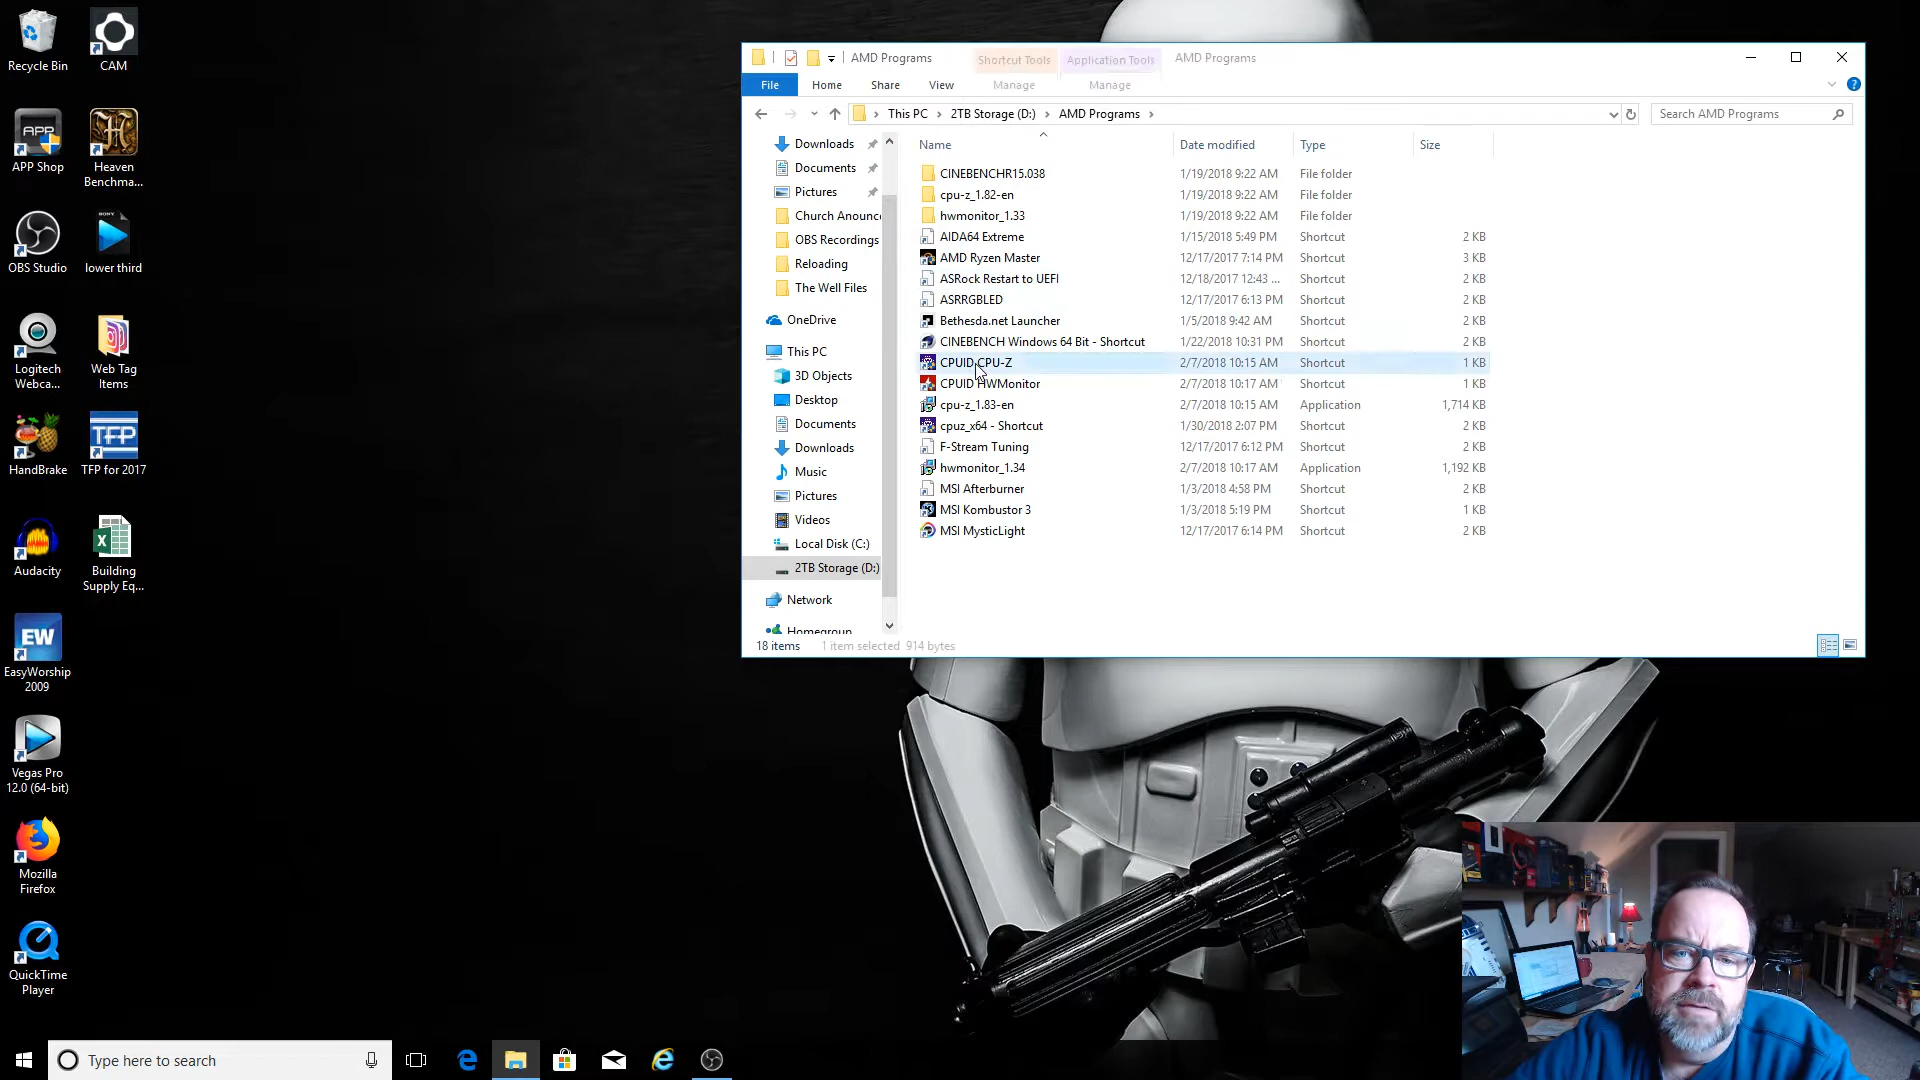 Recycle Bin
CAM
APP
APP Shop
Heaven
Benchma...
OBS Studio
SONY
lower third
Logitech
Webca...
Web Tag
Items
HandBrake
TFP
TFP for 2017
Audacity
Building
Supply Eq...
EW
EasyWorship
2009
Vegas Pro
12.0 (64-bit)
Mozilla
Firefox
QuickTime
Player
AMD Programs
Shortcut Tools
Application Tools
AMD Programs
File
Home
Share
View
Manage
Manage
This PC
2TB Storage (D:)
AMD Programs
Search AMD Programs
Downloads
Documents
Pictures
Church Anounc
OBS Recordings
Reloading
The Well Files
OneDrive
This PC
3D Objects
Desktop
Documents
Downloads
Music
Pictures
Videos
Local Disk (C:)
2TB Storage (D:)
Network
Homegroup
Name Date modified Type Size
CINEBENCHR15.038 1/19/2018 9:22 AM File folder
cpu-z_1.82-en 1/19/2018 9:22 AM File folder
hwmonitor_1.33 1/19/2018 9:22 AM File folder
AIDA64 Extreme 1/15/2018 5:49 PM Shortcut 2 KB
AMD Ryzen Master 12/17/2017 7:14 PM Shortcut 3 KB
ASRock Restart to UEFI 12/18/2017 12:43 ... Shortcut 2 KB
ASRRGBLED 12/17/2017 6:13 PM Shortcut 2 KB
Bethesda.net Launcher 1/5/2018 9:42 AM Shortcut 2 KB
CINEBENCH Windows 64 Bit - Shortcut 1/22/2018 10:31 PM Shortcut 2 KB
CPUID CPU-Z 2/7/2018 10:15 AM Shortcut 1 KB
CPUID HWMonitor 2/7/2018 10:17 AM Shortcut 1 KB
cpu-z_1.83-en 2/7/2018 10:15 AM Application 1,714 KB
cpuz_x64 - Shortcut 1/30/2018 2:07 PM Shortcut 2 KB
F-Stream Tuning 12/17/2017 6:12 PM Shortcut 2 KB
hwmonitor_1.34 2/7/2018 10:17 AM Application 1,192 KB
MSI Afterburner 1/3/2018 4:58 PM Shortcut 2 KB
MSI Kombustor 3 1/3/2018 5:19 PM Shortcut 1 KB
MSI MysticLight 12/17/2017 6:14 PM Shortcut 2 KB
18 items 1 item selected 914 bytes
Type here to search